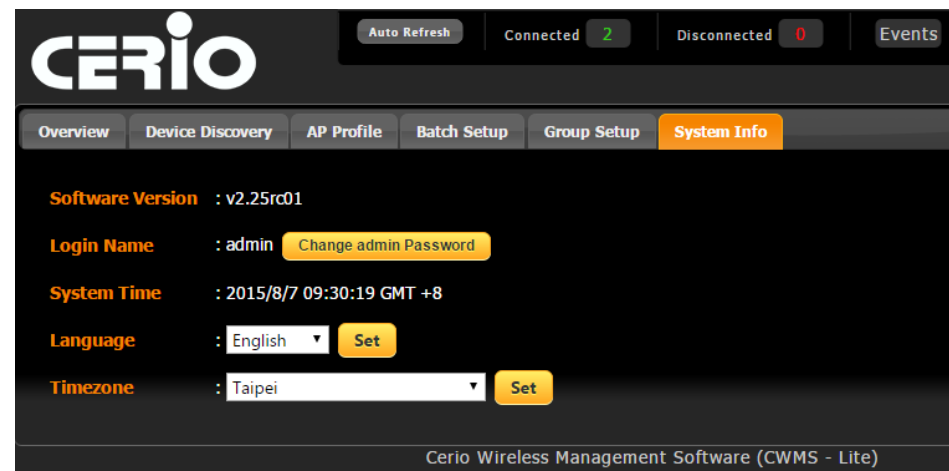 CERIO
Auto Refresh Connected 2 Disconnected 0 Events
Overview Device Discovery AP Profile Batch Setup Group Setup System Info
Software Version : v2.25rc01
Login Name : admin Change admin Password
System Time : 2015/8/7 09:30:19 GMT +8
Language : English Set
Timezone : Taipei Set
Cerio Wireless Management Software (CWMS - Lite)